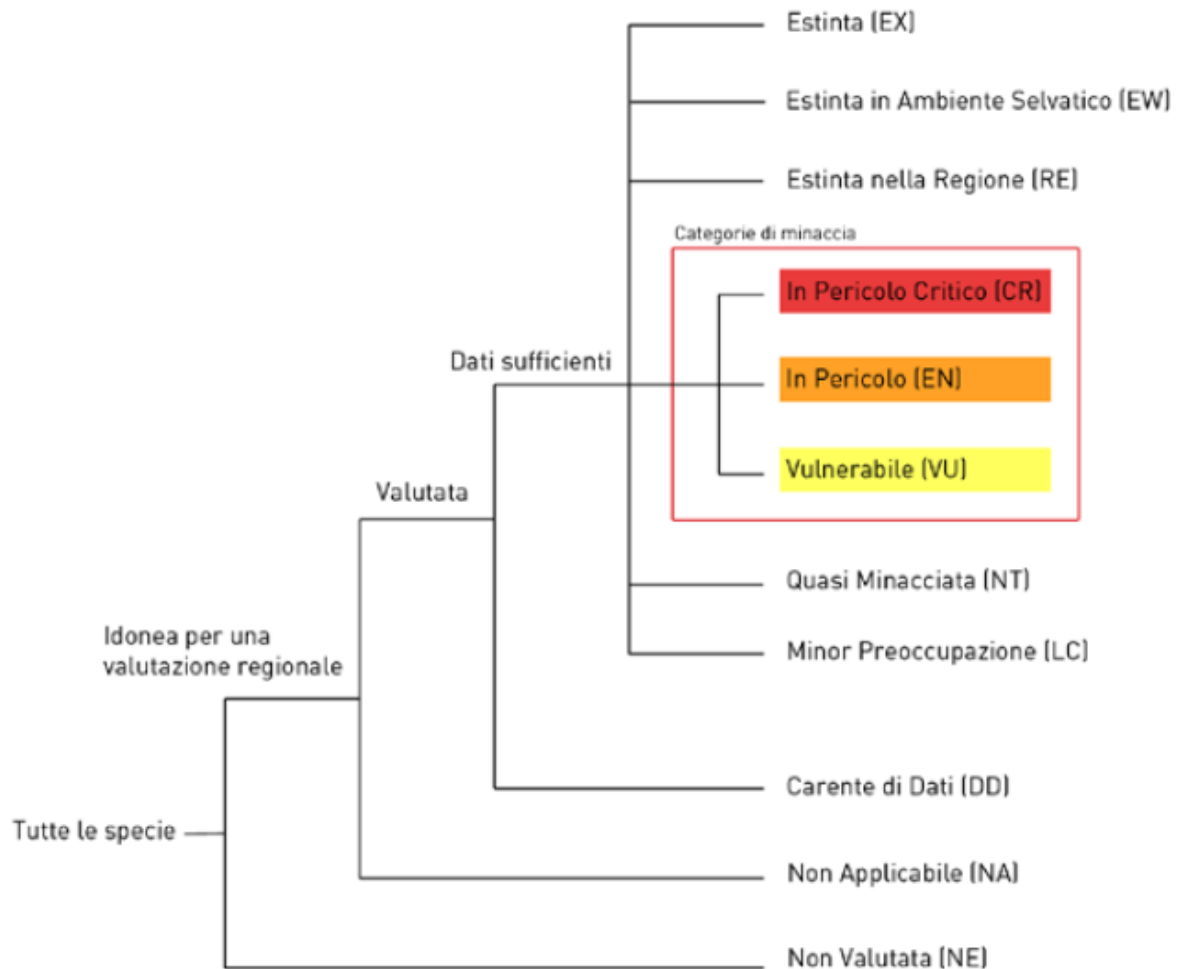 Estinta (EX)
Estinta in Ambiente Selvatico (EW)
Estinta nella Regione (RE)
Categorie di minaccia
In Pericolo Critico (CR)
Dati sufficienti
In Pericolo (EN)
Vulnerabile (VU)
Valutata
Quasi Minacciata (NT)
Idonea per una
valutazione regionale
Minor Preoccupazione (LC)
Carente di Dati (DD)
Tutte le specie
Non Applicabile (NA)
Non Valutata (NE)